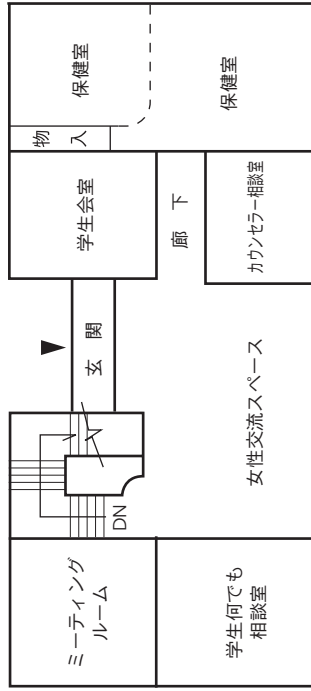 ミーティング
ルーム
学生何でも
相談室
DN
玄関
女性交流スペース
学生会室
廊下
カウンセラー相談室
物入
保健室
保健室